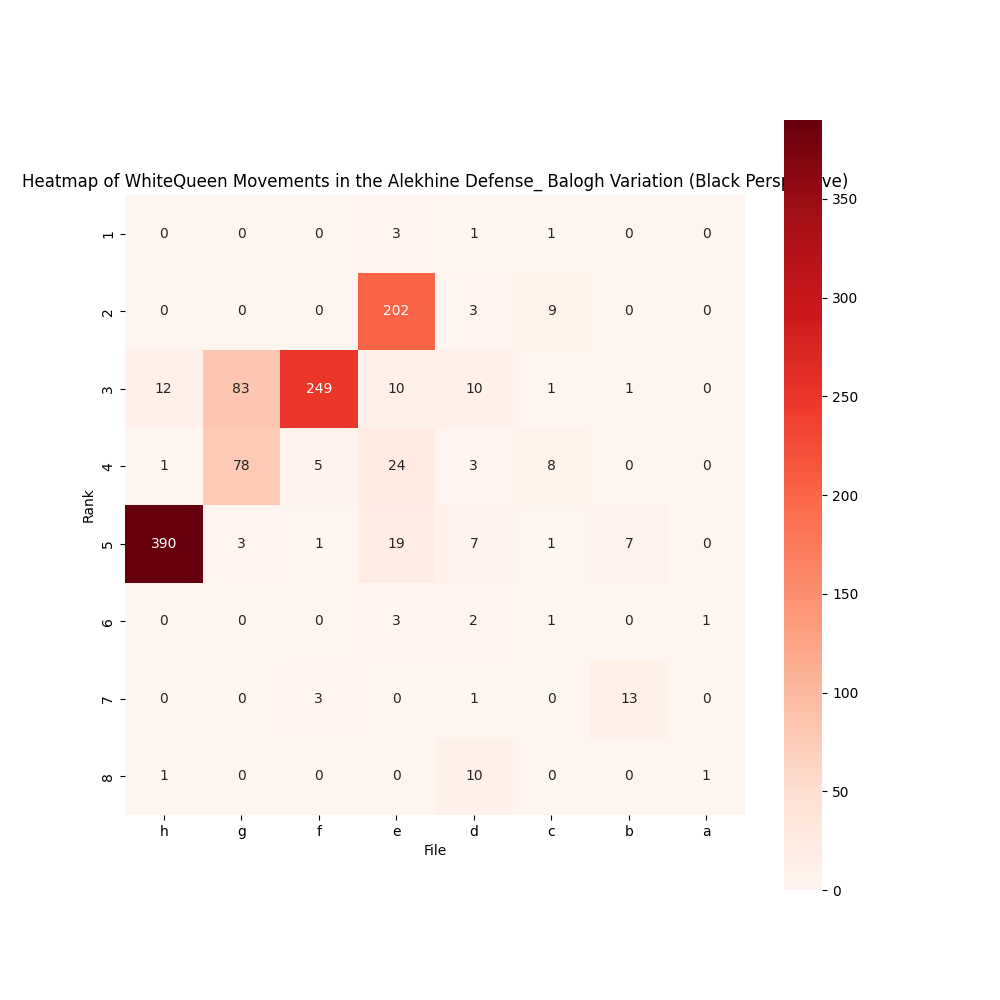 Heatmap of WhiteQueen Movements in the Alekhine Defense_ Balogh Variation (Black Persp ve)
1 0 0 0 3 1 1 0 0
2 0 0 0 202 3 9 0 0
3 12 83 249 10 10 1 1 0
4 1 78 5 24 3 8 0 0
Rank
5 390 3 1 19 7 1 7 0
6 0 0 0 3 2 1 0 1
7 0 0 3 0 1 0 13 0
8 1 0 0 0 10 0 0 1
h g f e d c b a
File
350
300
250
200
150
100
50
0